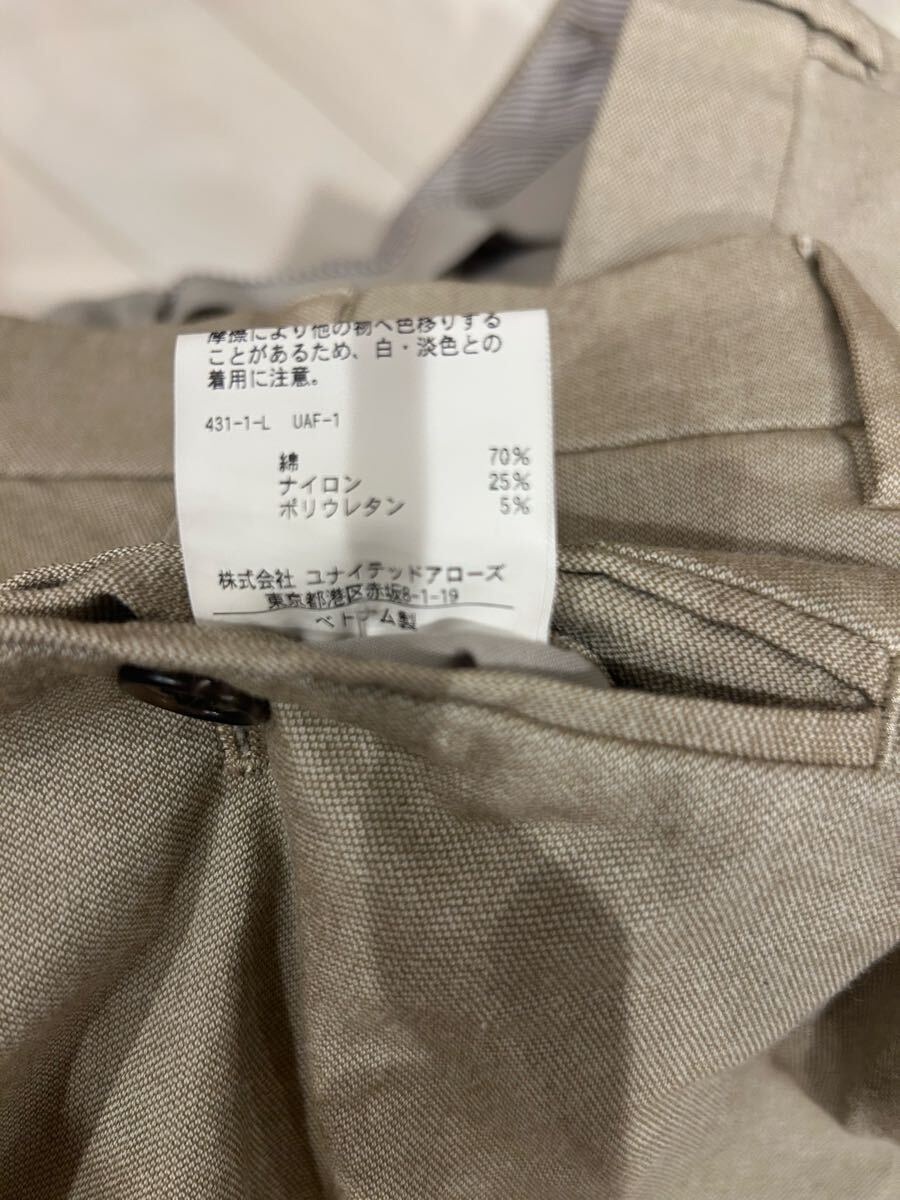 摩擦により他の物へ色移りする
ことがあるため、白・淡色との
着用に注意。
431-1-L UAF-1
綿 70%
ナイロン 25%
ポリウレタン 5%
株式会社 ユナイテッドアローズ
東京都港区赤坂8-1-19
ベトナム製